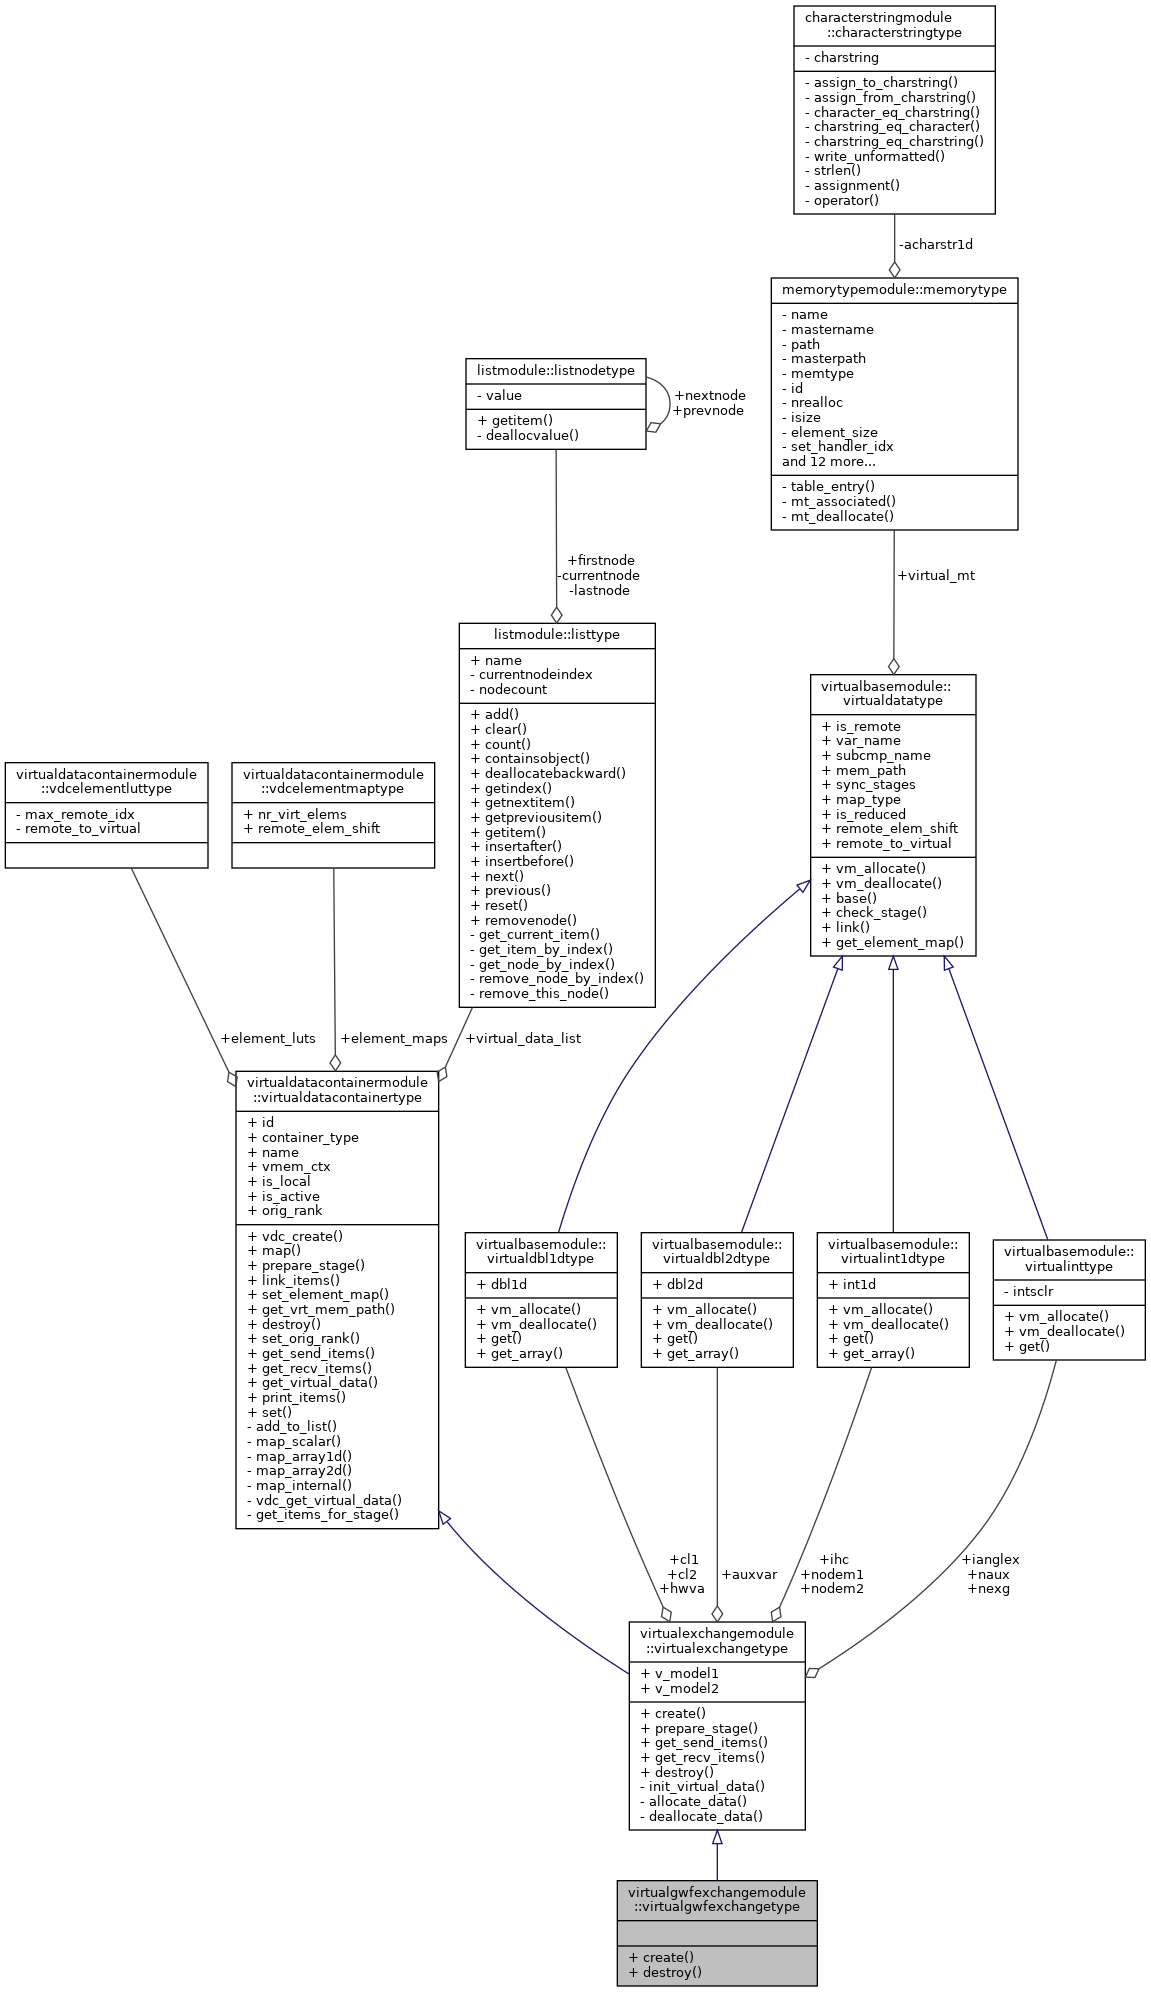 characterstringmodule
::characterstringtype
- charstring
- assign_to_charstring()
- assign_from_charstring()
- character_eq_charstring()
- charstring_eq_character()
- charstring_eq_charstring()
- write_unformatted()
- strlen()
- assignment()
- operator()
-acharstr1d
memorytypemodule::memorytype
- name
- mastername
- path
- masterpath
- memtype
- id
- nrealloc
- isize
- element_size
- set_handler_idx
and 12 more...
- table_entry()
- mt_associated()
- mt_deallocate()
listmodule::listnodetype
- value
+ getitem()
- deallocvalue()
+nextnode
+prevnode
+firstnode
-currentnode
-lastnode
+virtual_mt
listmodule::listtype
+ name
- currentnodeindex
- nodecount
+ add()
+ clear()
+ count()
+ containsobject()
+ deallocatebackward()
+ getindex()
+ getnextitem()
+ getpreviousitem()
+ getitem()
+ insertafter()
+ insertbefore()
+ next()
+ previous()
+ reset()
+ removenode()
- get_current_item()
- get_item_by_index()
- get_node_by_index()
- remove_node_by_index()
- remove_this_node()
virtualbasemodule::
virtualdatatype
+ is_remote
+ var_name
+ subcmp_name
+ mem_path
+ sync_stages
+ map_type
+ is_reduced
+ remote_elem_shift
+ remote_to_virtual
+ vm_allocate()
+ vm_deallocate()
+ base()
+ check_stage()
+ link()
+ get_element_map()
virtualdatacontainermodule
::vdcelementluttype
- max_remote_idx
- remote_to_virtual
virtualdatacontainermodule
::vdcelementmaptype
+ nr_virt_elems
+ remote_elem_shift
+element_luts
+element_maps
+virtual_data_list
virtualdatacontainermodule
::virtualdatacontainertype
+ id
+ container_type
+ name
+ vmem_ctx
+ is_local
+ is_active
+ orig_rank
+ vdc_create()
+ map()
+ prepare_stage()
+ link_items()
+ set_element_map()
+ get_vrt_mem_path()
+ destroy()
+ set_orig_rank()
+ get_send_items()
+ get_recv_items()
+ get_virtual_data()
+ print_items()
+ set()
- add_to_list()
- map_scalar()
- map_array1d()
- map_array2d()
- map_internal()
- vdc_get_virtual_data()
- get_items_for_stage()
virtualbasemodule::
virtualdbl1dtype
+ dbl1d
+ vm_allocate()
+ vm_deallocate()
+ get()
+ get_array()
virtualbasemodule::
virtualdbl2dtype
+ dbl2d
+ vm_allocate()
+ vm_deallocate()
+ get()
+ get_array()
virtualbasemodule::
virtualint1dtype
+ int1d
+ vm_allocate()
+ vm_deallocate()
+ get()
+ get_array()
virtualbasemodule::
virtualinttype
- intsclr
+ vm_allocate()
+ vm_deallocate()
+ get()
+cl1
+cl2
+hwva
+auxvar
+ihc
+nodem1
+nodem2
+ianglex
+naux
+nexg
virtualexchangemodule
::virtualexchangetype
+ v_model1
+ v_model2
+ create()
+ prepare_stage()
+ get_send_items()
+ get_recv_items()
+ destroy()
- init_virtual_data()
- allocate_data()
- deallocate_data()
virtualgwfexchangemodule
::virtualgwfexchangetype
+ create()
+ destroy()